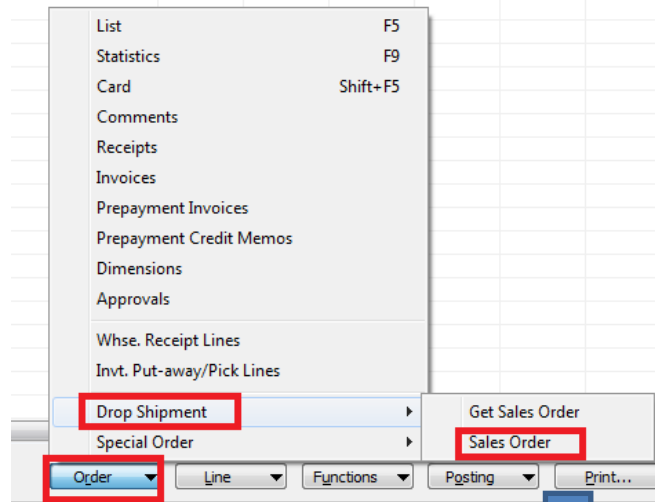 List F5
Statistics F9
Card Shift+F5
Comments
Receipts
Invoices
Prepayment Invoices
Prepayment Credit Memos
Dimensions
Approvals
Whse. Receipt Lines
Invt. Put-away/Pick Lines
Drop Shipment Get Sales Order
Special Order Sales Order
Order Line Functions Posting Print...